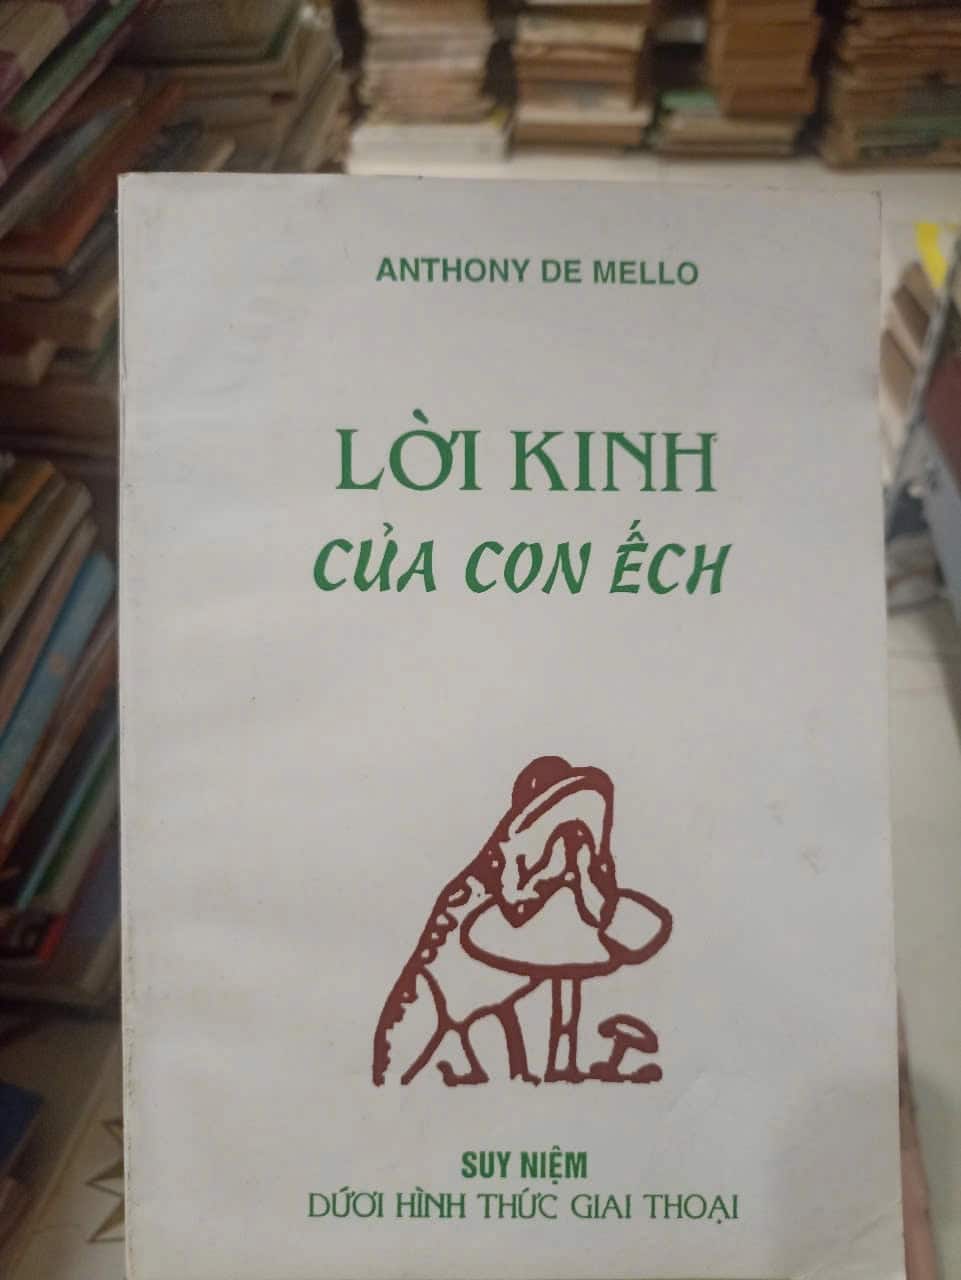 ANTHONY DE MELLO
LỜI KINH
CỦA CON ẾCH
SUY NIỆM
DƯỚI HÌNH THỨC GIAI THOẠI